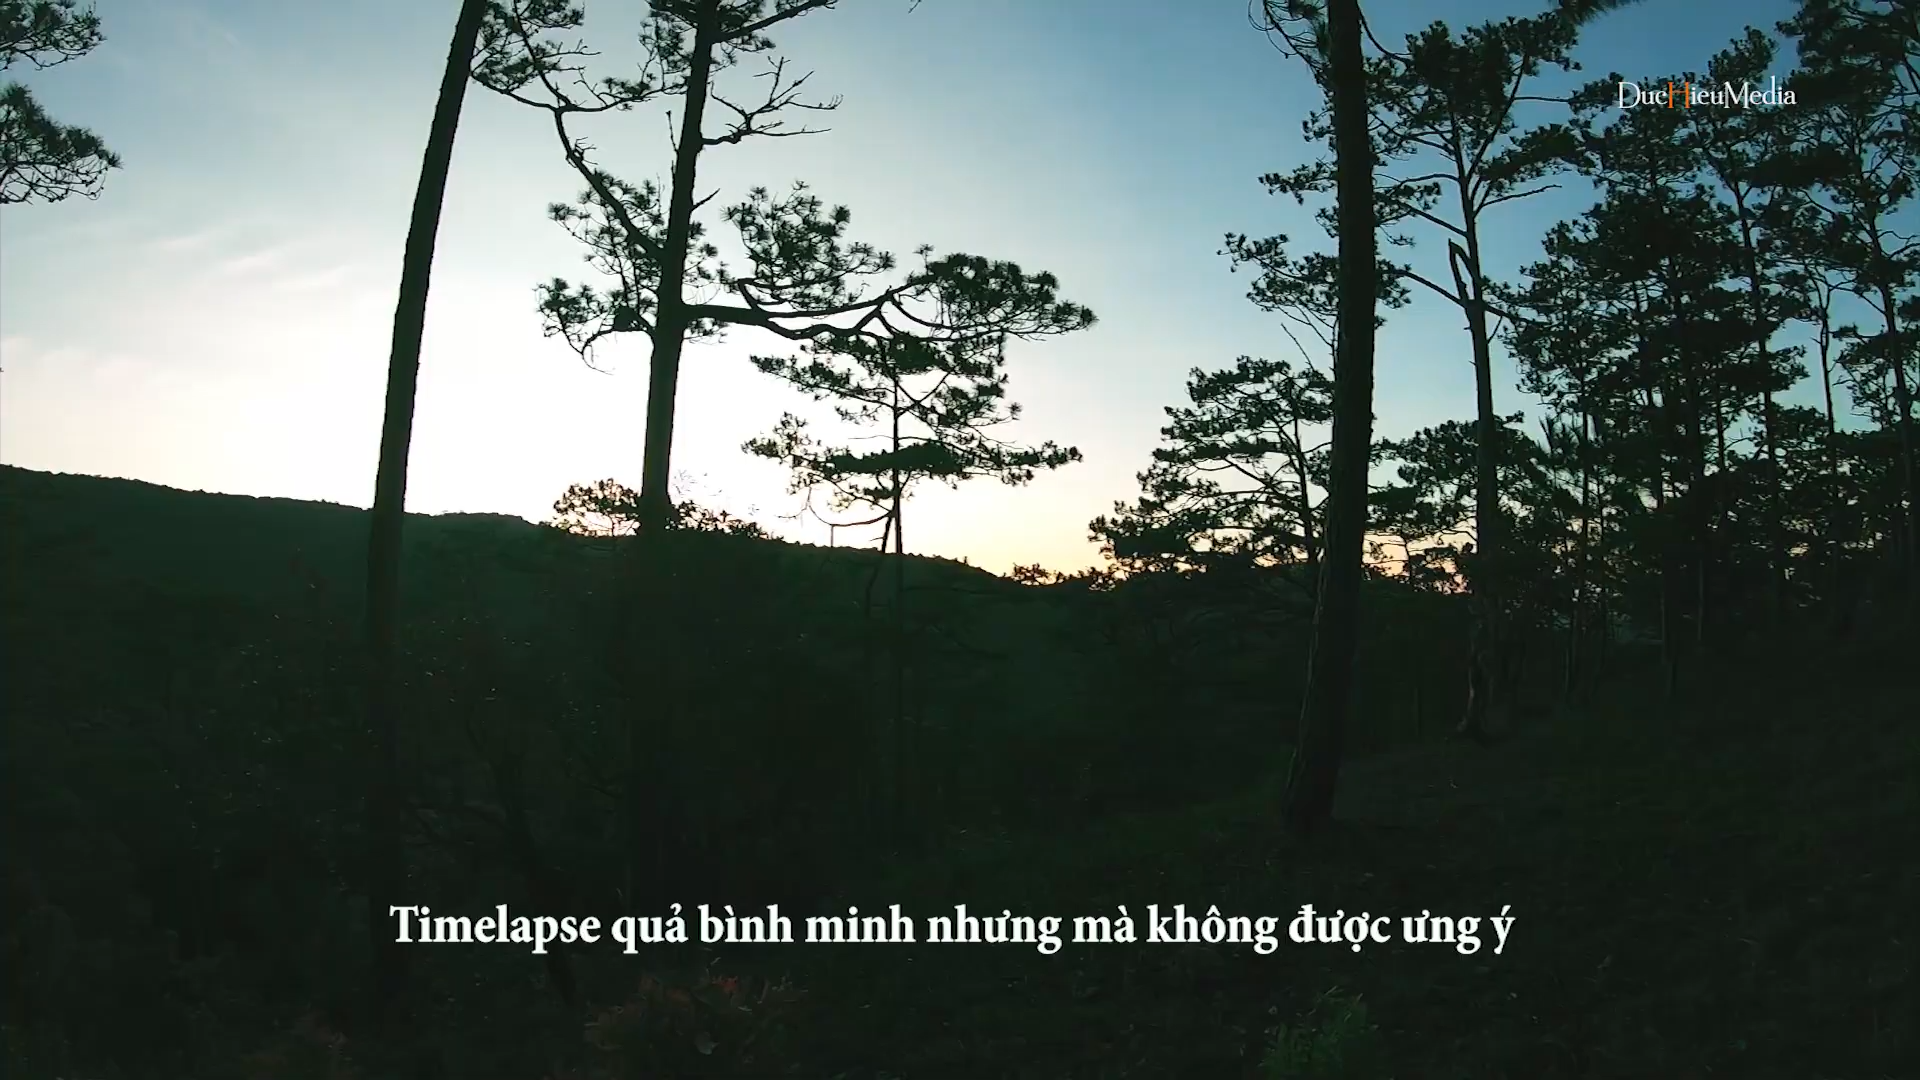 DucHieuMedia
Timelapse quả bình minh nhưng mà không được ưng ý